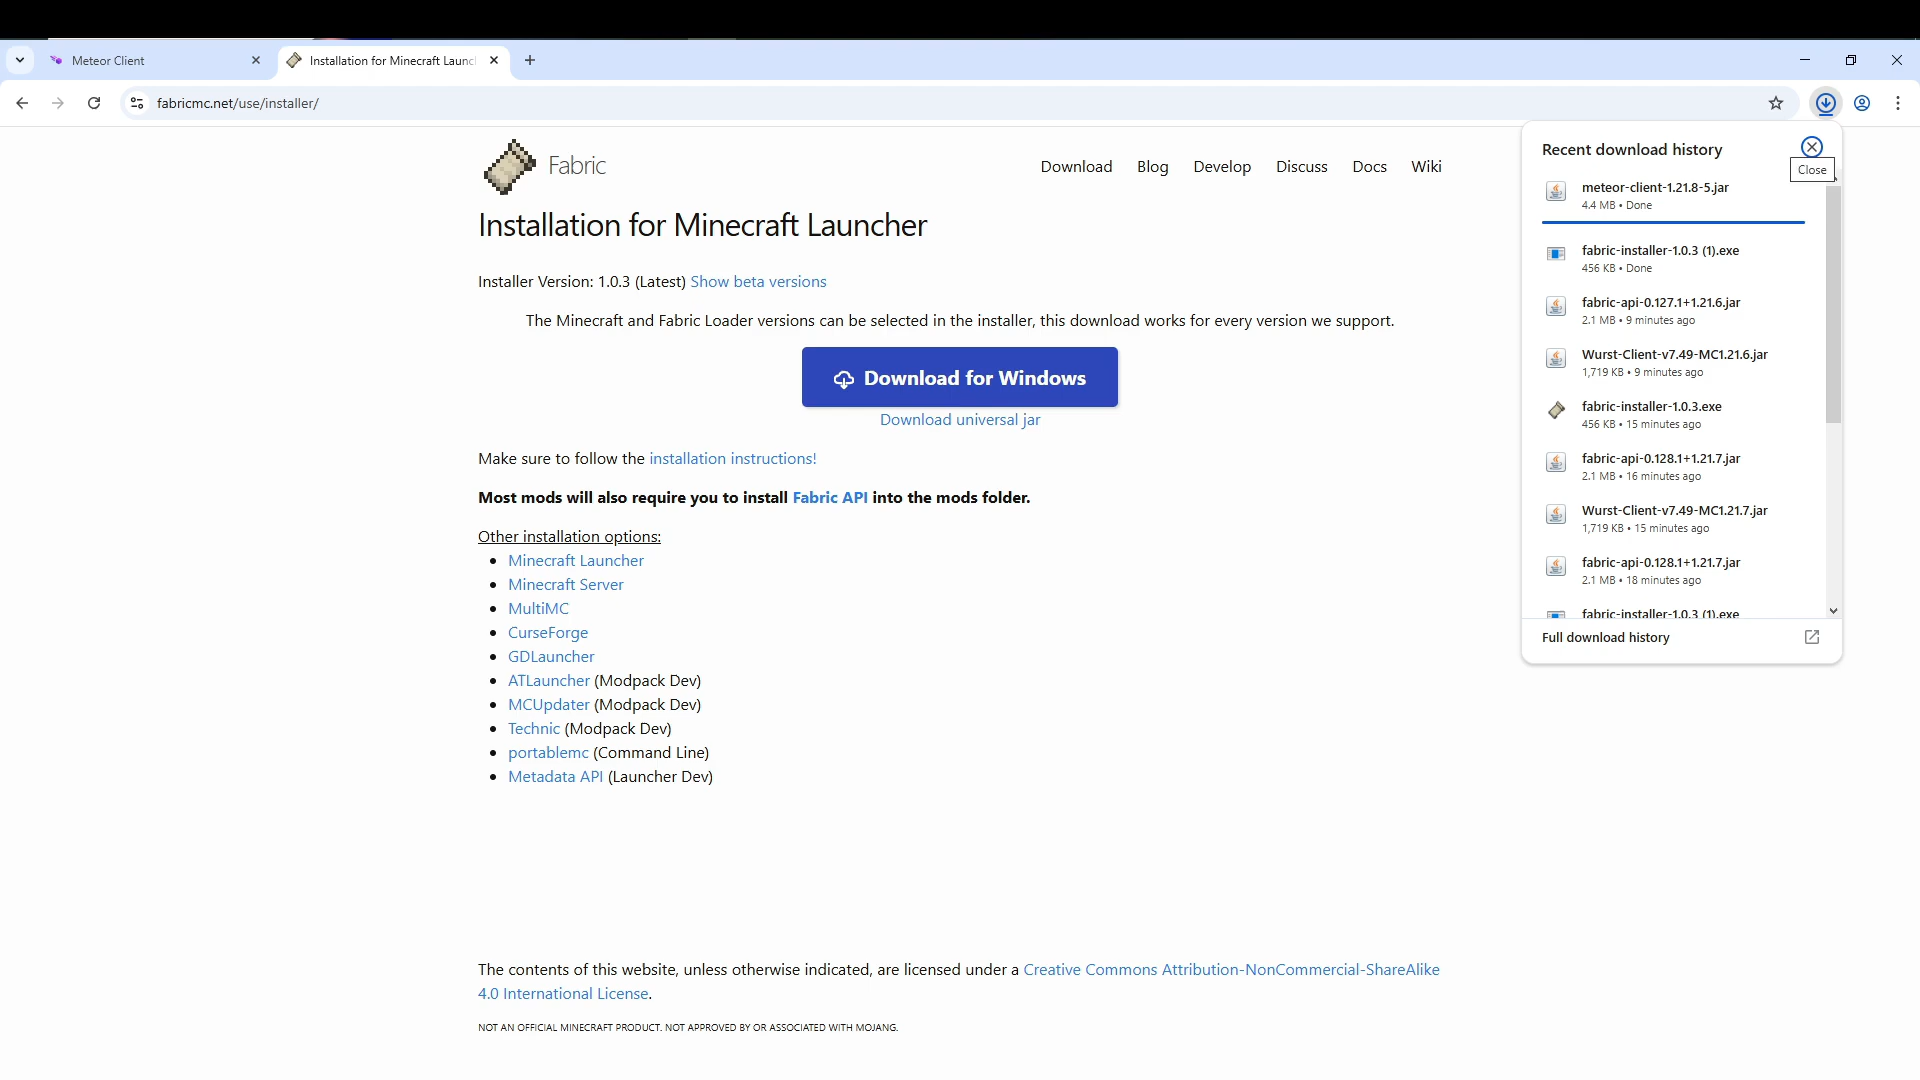 Meteor Client
Installation for Minecraft Launc
fabricmc.net/use/installer/
Fabric
Download Blog Develop Discuss Docs Wiki
Installation for Minecraft Launcher
Installer Version: 1.0.3 (Latest) Show beta versions
The Minecraft and Fabric Loader versions can be selected in the installer, this download works for every version we support.
Download for Windows
Download universal jar
Make sure to follow the installation instructions!
Most mods will also require you to install Fabric API into the mods folder.
Other installation options:
Minecraft Launcher
Minecraft Server
MultiMC
CurseForge
GDLauncher
ATLauncher (Modpack Dev)
MCUpdater (Modpack Dev)
Technic (Modpack Dev)
portablemc (Command Line)
Metadata API (Launcher Dev)
The contents of this website, unless otherwise indicated, are licensed under a Creative Commons Attribution-NonCommercial-ShareAlike
4.0 International License.
NOT AN OFFICIAL MINECRAFT PRODUCT. NOT APPROVED BY OR ASSOCIATED WITH MOJANG.
Recent download history
Close
meteor-client-1.21.8-5.jar
4.4 MB • Done
fabric-installer-1.0.3 (1).exe
456 KB • Done
fabric-api-0.127.1+1.21.6.jar
2.1 MB • 9 minutes ago
Wurst-Client-v7.49-MC1.21.6.jar
1,719 KB • 9 minutes ago
fabric-installer-1.0.3.exe
456 KB • 15 minutes ago
fabric-api-0.128.1+1.21.7.jar
2.1 MB • 16 minutes ago
Wurst-Client-v7.49-MC1.21.7.jar
1,719 KB • 15 minutes ago
fabric-api-0.128.1+1.21.7.jar
2.1 MB • 18 minutes ago
fabric-installer-1.0.3 (1).exe
Full download history